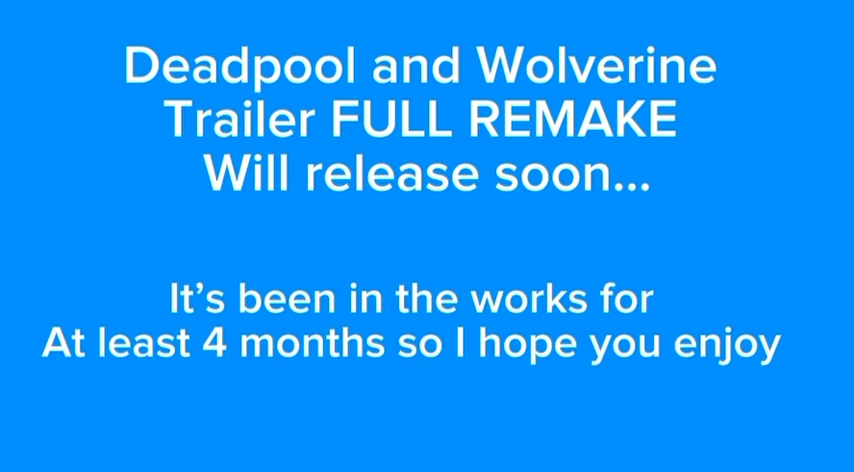 Deadpool and Wolverine
Trailer FULL REMAKE
Will release soon...
It's been in the works for
At least 4 months so I hope you enjoy